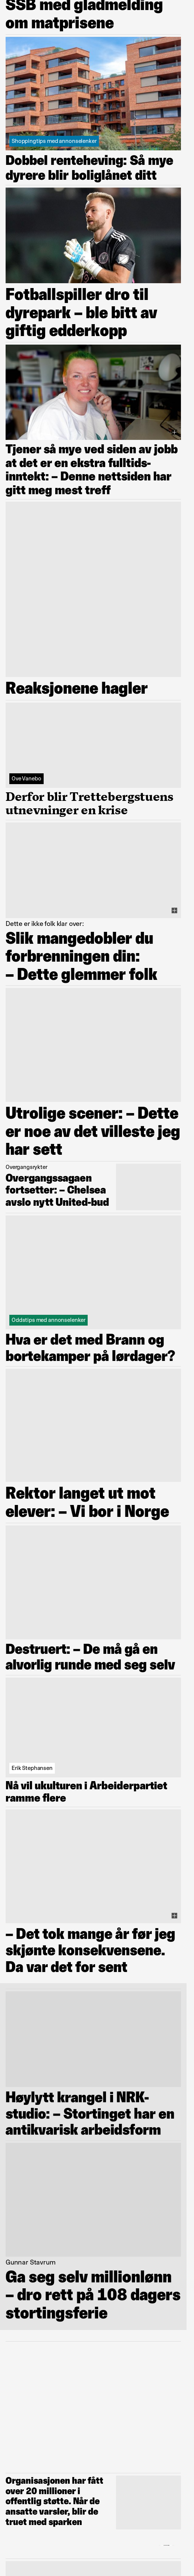 SSB med gladmelding
om matprisene
Shoppingtips med annonselenker
Dobbel renteheving: Så mye
dyrere blir boliglånet ditt
Fotballspiller dro til
dyrepark – ble bitt av
giftig edderkopp
Tjener så mye ved siden av jobb
at det er en ekstra fulltids-
inntekt: – Denne nettsiden har
gitt meg mest treff
Reaksjonene hagler
Ove Vanebo
Derfor blir Trettebergstuens
utnevninger en krise
Dette er ikke folk klar over:
Slik mangedobler du
forbrenningen din:
– Dette glemmer folk
Utrolige scener: – Dette
er noe av det villeste jeg
har sett
Overgangsrykter
Overgangssagaen
fortsetter: – Chelsea
avslo nytt United-bud
Oddstips med annonselenker
Hva er det med Brann og
bortekamper på lørdager?
Rektor langet ut mot
elever: – Vi bor i Norge
Destruert: – De må gå en
alvorlig runde med seg selv
Erik Stephansen
Nå vil ukulturen i Arbeiderpartiet
ramme flere
– Det tok mange år før jeg
skjønte konsekvensene.
Da var det for sent
Høylytt krangel i NRK-
studio: – Stortinget har en
antikvarisk arbeidsform
Gunnar Stavrum
Ga seg selv millionlønn
– dro rett på 108 dagers
stortingsferie
Organisasjonen har fått
over 20 millioner i
offentlig støtte. Når de
ansatte varsler, blir de
truet med sparken